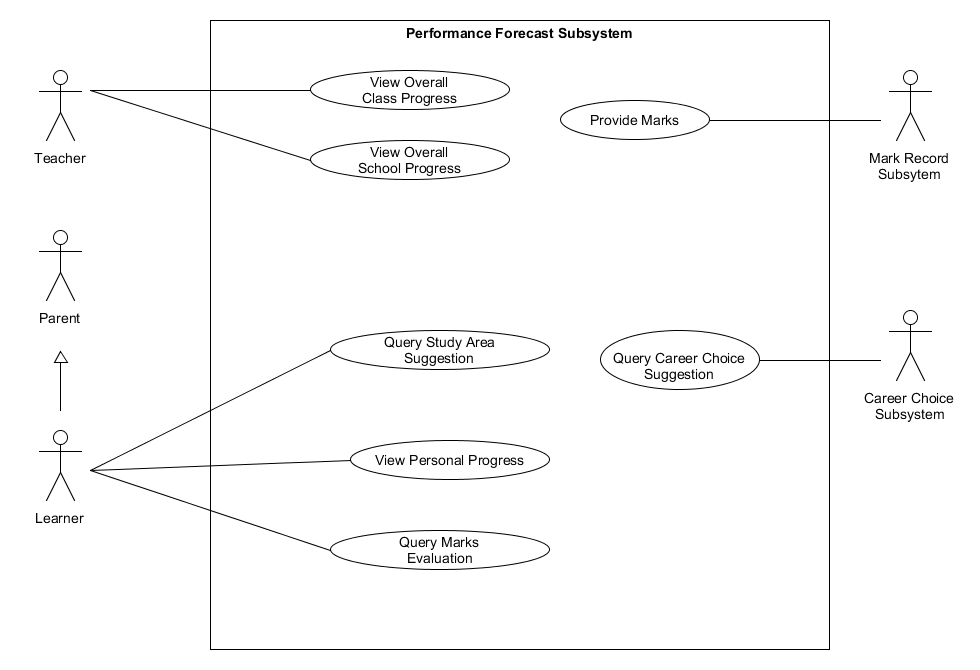 Performance Forecast Subsystem
View Overall
Class Progress
Provide Marks
View Overall
School Progress
Teacher
Mark Record
Subsytem
Parent
Query Study Area
Suggestion
Query Career Choice
Suggestion
Career Choice
Subsystem
View Personal Progress
Learner
Query Marks
Evaluation